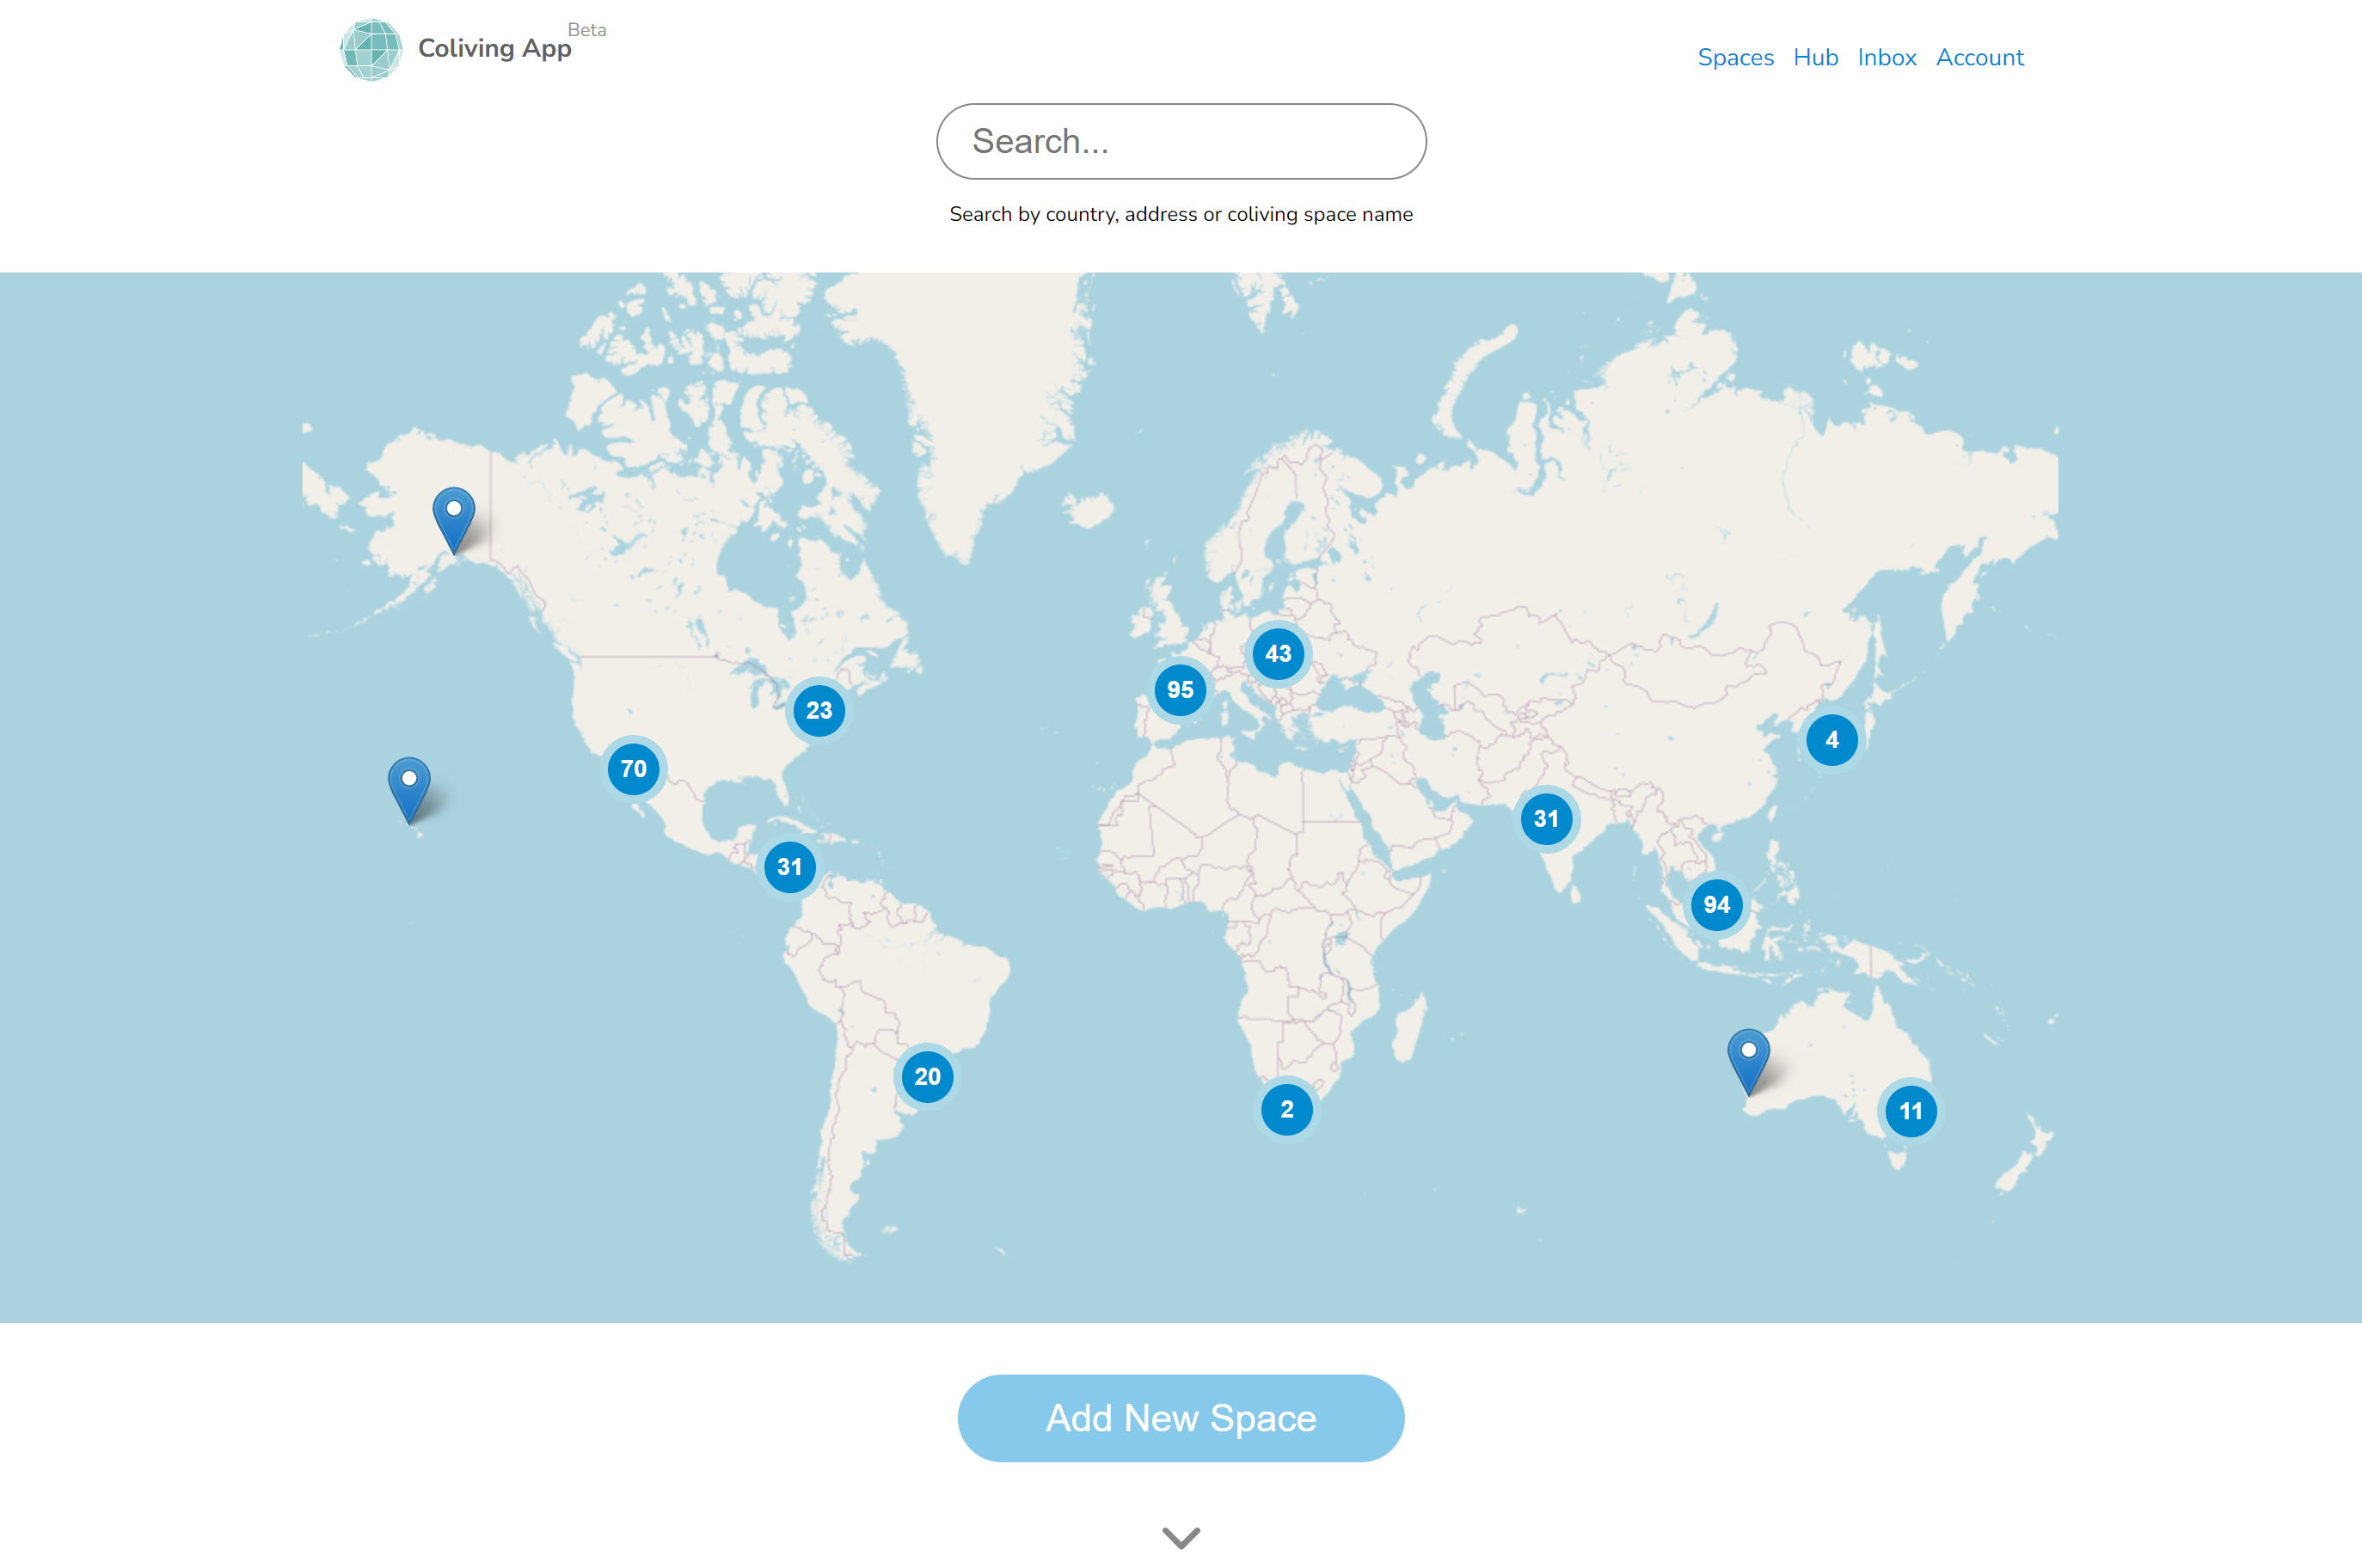 Coliving App Beta
Spaces Hub Inbox Account
Search...
Search by country, address or coliving space name
43
95
23
4
70
31
31
94
20
2
11
Add New Space